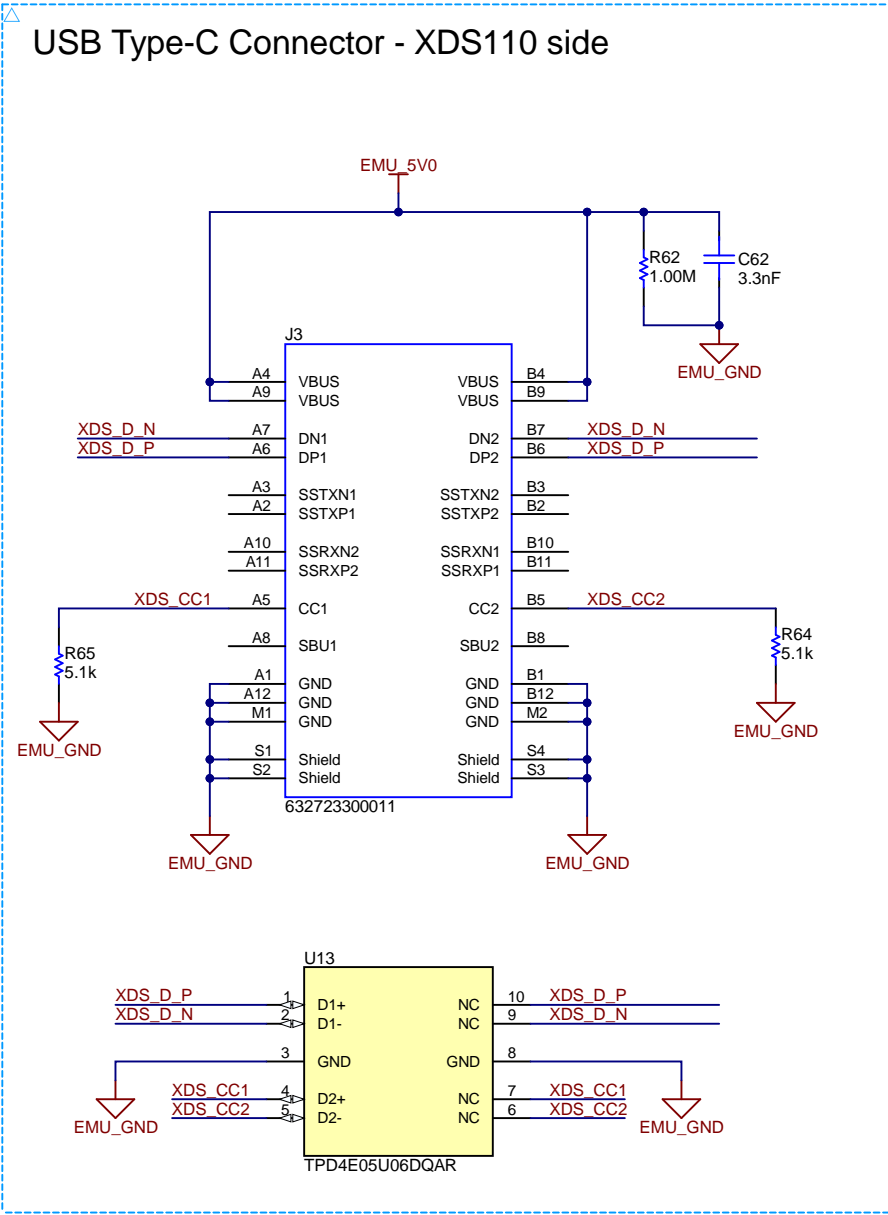 USB Type-C Connector - XDS110 side
EMU_5V0
R62
1.00M
C62
3.3nF
EMU_GND
J3
A4 VBUS VBUS B4
A9 VBUS VBUS B9
XDS_D_N A7 DN1 DN2 B7 XDS_D_N
XDS_D_P A6 DP1 DP2 B6 XDS_D_P
A3 SSTXN1 SSTXN2 B3
A2 SSTXP1 SSTXP2 B2
A10 SSRXN2 SSRXN1 B10
A11 SSRXP2 SSRXP1 B11
XDS_CC1 A5 CC1 CC2 B5 XDS_CC2
A8 SBU1 SBU2 B8
R65
5.1k
R64
5.1k
A1 GND GND B1
A12 GND GND B12
M1 GND GND M2
EMU_GND
EMU_GND
S1 Shield Shield S4
S2 Shield Shield S3
632723300011
EMU_GND
EMU_GND
U13
XDS_D_P 1 D1+ NC 10 XDS_D_P
XDS_D_N 2 D1- NC 9 XDS_D_N
3 GND GND 8
XDS_CC1 4 D2+ NC 7 XDS_CC1
XDS_CC2 5 D2- NC 6 XDS_CC2
EMU_GND
EMU_GND
TPD4E05U06DQAR